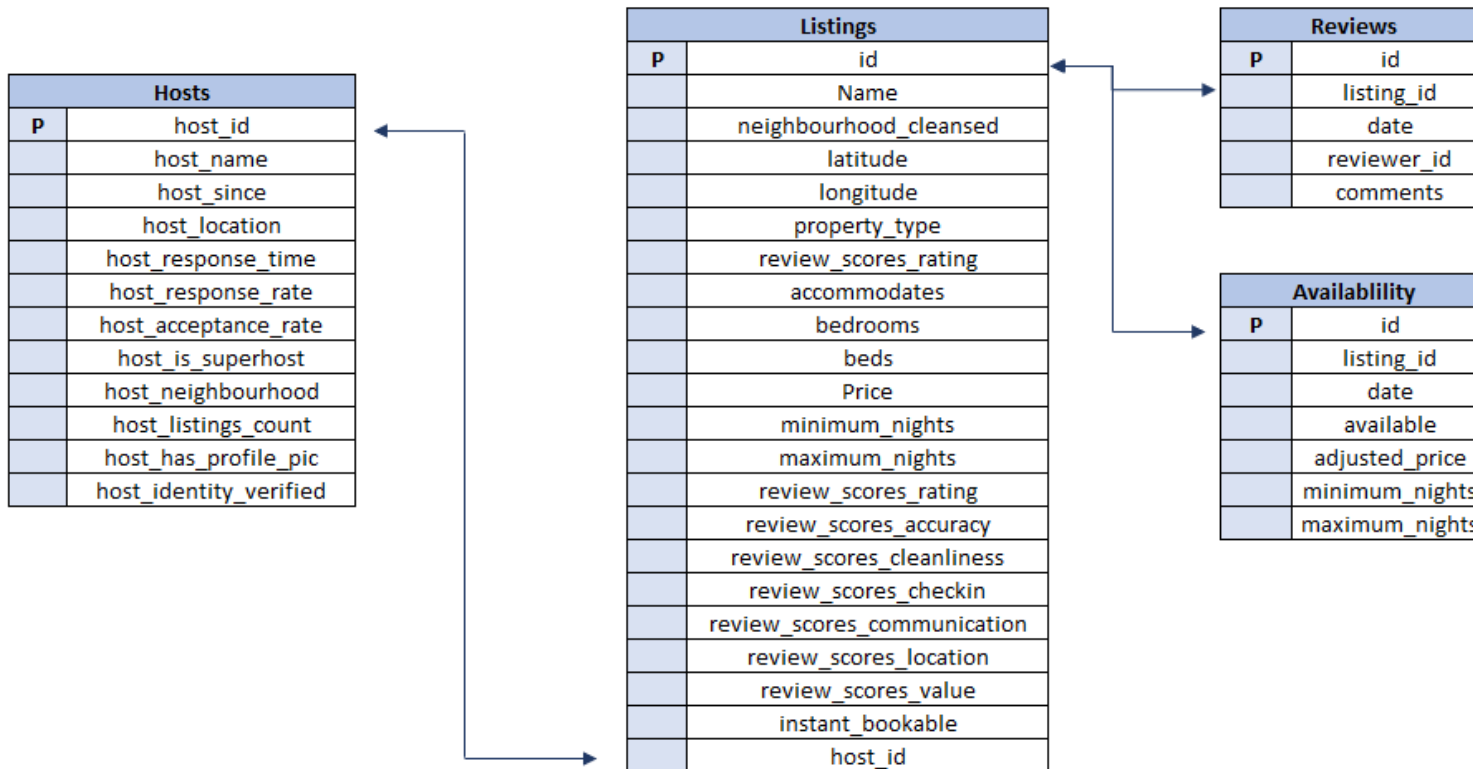 Hosts
P host_id
host_name
host_since
host_location
host_response_time
host_response_rate
host_acceptance_rate
host_is_superhost
host_neighbourhood
host_listings_count
host_has_profile_pic
host_identity_verified
Listings
P id
Name
neighbourhood_cleansed
latitude
longitude
property_type
review_scores_rating
accommodates
bedrooms
beds
Price
minimum_nights
maximum_nights
review_scores_rating
review_scores_accuracy
review_scores_cleanliness
review_scores_checkin
review_scores_communication
review_scores_location
review_scores_value
instant_bookable
host_id
Reviews
P id
listing_id
date
reviewer_id
comments
Availablility
P id
listing_id
date
available
adjusted_price
minimum_nights
maximum_nights